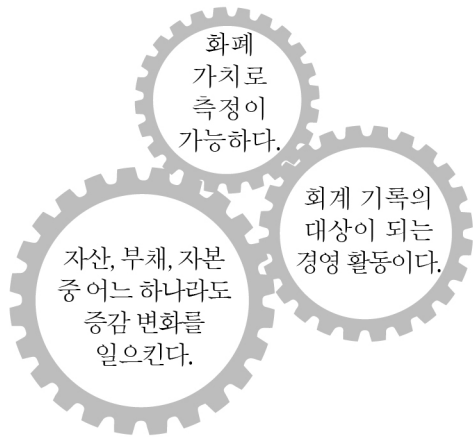 화폐
가치로
측정이
가능하다.
회계 기록의
대상이 되는
경영 활동이다.
자산, 부채, 자본
중 어느 하나라도
증감 변화를
일으킨다.